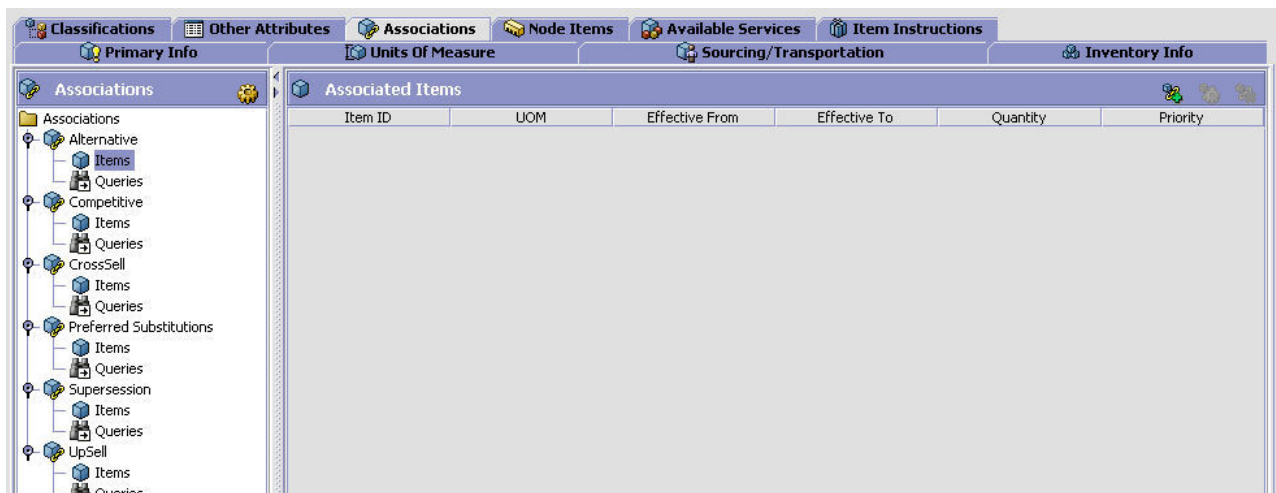 Classifications Other Attributes Associations Node Items Available Services Item Instructions
Primary Info Units Of Measure Sourcing/Transportation Inventory Info
Associations
Associated Items
Item ID UOM Effective From Effective To Quantity Priority
Associations
Alternative
Items
Queries
Competitive
Items
Queries
CrossSell
Items
Queries
Preferred Substitutions
Items
Queries
Supersession
Items
Queries
UpSell
Items
Queries